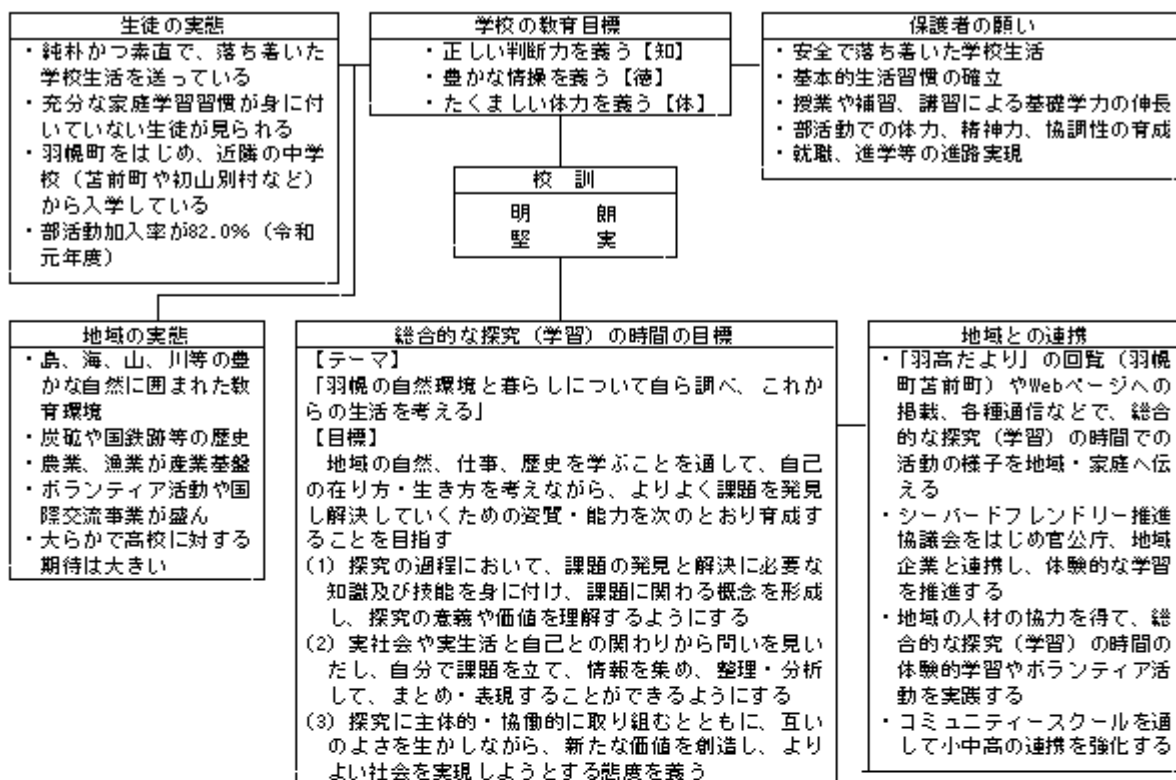 生徒の実態
・純朴かつ素直で、落ち着いた
学校生活を送っている
・充分な家庭学習習慣が身に付
いていない生徒が見られる
・羽幌町をはじめ、近隣の中学
校（苫前町や初山別村など）
から入学している
・部活動加入率が82.0%（令和
元年度）
学校の教育目標
・正しい判断力を養う【知】
・豊かな情操を養う【徳】
・たくましい体力を養う【体】
保護者の願い
・安全で落ち着いた学校生活
・基本的生活習慣の確立
・授業や補習、講習による基礎学力の伸長
・部活動での体力、精神力、協調性の育成
・就職、進学等の進路実現
校 訓
明 朗
堅 実
地域の実態
・島、海、山、川等の豊
かな自然に囲まれた教
育環境
・炭砿や国鉄跡等の歴史
・農業、漁業が産業基盤
・ボランティア活動や国
際交流事業が盛ん
・大らかで高校に対する
期待は大きい
総合的な探究（学習）の時間の目標
【テーマ】
「羽幌の自然環境と暮らしについて自ら調べ、これか
らの生活を考える」
【目標】
地域の自然、仕事、歴史を学ぶことを通して、自己
の在り方・生き方を考えながら、よりよく課題を発見
し解決していくための資質・能力を次のとおり育成す
ることを目指す
(1) 探究の過程において、課題の発見と解決に必要な
知識及び技能を身に付け、課題に関わる概念を形成
し、探究の意義や価値を理解するようにする
(2) 実社会や実生活と自己との関わりから問いを見い
だし、自分で課題を立て、情報を集め、整理・分析
して、まとめ・表現することができるようにする
(3) 探究に主体的・協働的に取り組むとともに、互い
のよさを生かしながら、新たな価値を創造し、より
よい社会を実現しようとする態度を養う
地域との連携
・「羽高だより」の回覧（羽幌
町苫前町）やWebページへの
掲載、各種通信などで、総合
的な探究（学習）の時間での
活動の様子を地域・家庭へ伝
える
・シーバードフレンドリー推進
協議会をはじめ官公庁、地域
企業と連携し、体験的な学習
を推進する
・地域の人材の協力を得て、総
合的な探究（学習）の時間の
体験的学習やボランティア活
動を実践する
・コミュニティースクールを通
して小中高の連携を強化する